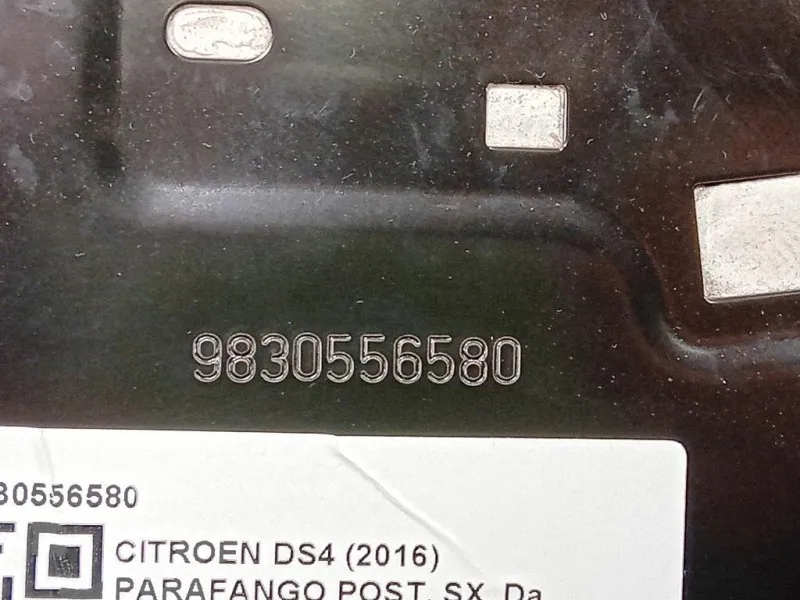 9830556580
30556580
CITROEN DS4 (2016)
PARAFANGO POST. SX. Da